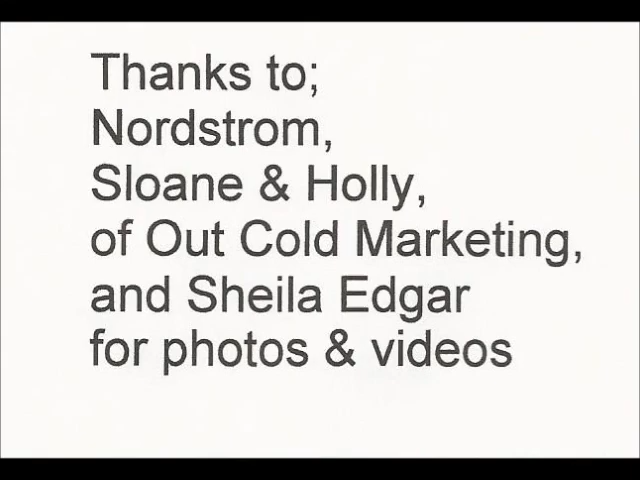 Thanks to;
Nordstrom,
Sloane & Holly,
of Out Cold Marketing,
and Sheila Edgar
for photos & videos